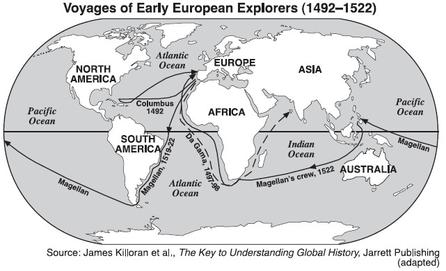 Voyages of Early European Explorers (1492–1522)
Atlantic
Ocean
NORTH
AMERICA
EUROPE
ASIA
Pacific
Ocean
Pacific
Ocean
Columbus
1492
AFRICA
SOUTH
AMERICA
Da Gama, 1497-98
Indian
Ocean
Magellan
Magellan, 1519-22
Atlantic
Ocean
Magellan's crew, 1522
AUSTRALIA
Magellan
Source: James Killoran et al., The Key to Understanding Global History, Jarrett Publishing
(adapted)